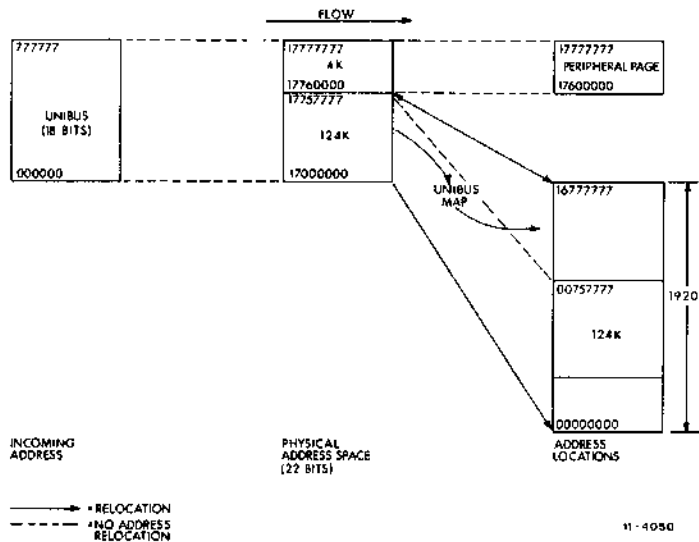 FLOW
777777
UNIBUS
(18 BITS)
000000
17777777
4K
17760000
17757777
124K
17000000
17777777
PERIPHERAL PAGE
17600000
UNIBUS
MAP
16777777
00757777
124K
00000000
1920
INCOMING
ADDRESS
PHYSICAL
ADDRESS SPACE
(22 BITS)
ADDRESS
LOCATIONS
= RELOCATION
= NO ADDRESS
RELOCATION
11-4050